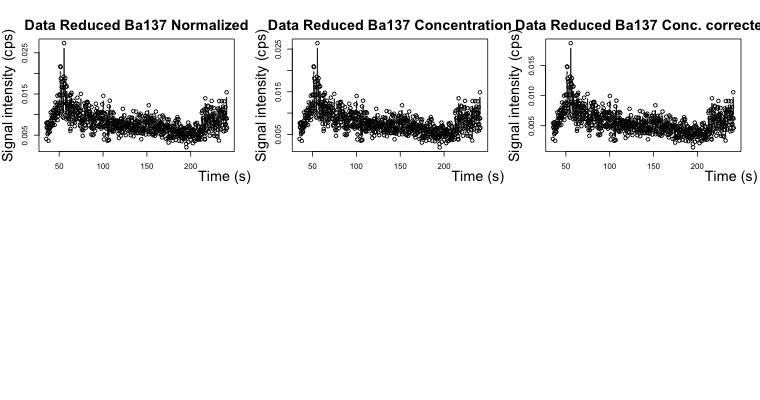 Data Reduced Ba137 Normalized
Signal intensity (cps)
0.005
0.015
0.025
50
100
150
200
Time (s)
Data Reduced Ba137 Concentration
Signal intensity (cps)
0.005
0.015
0.025
50
100
150
200
Time (s)
Data Reduced Ba137 Conc. correcte
Signal intensity (cps)
0.005
0.010
0.015
50
100
150
200
Time (s)